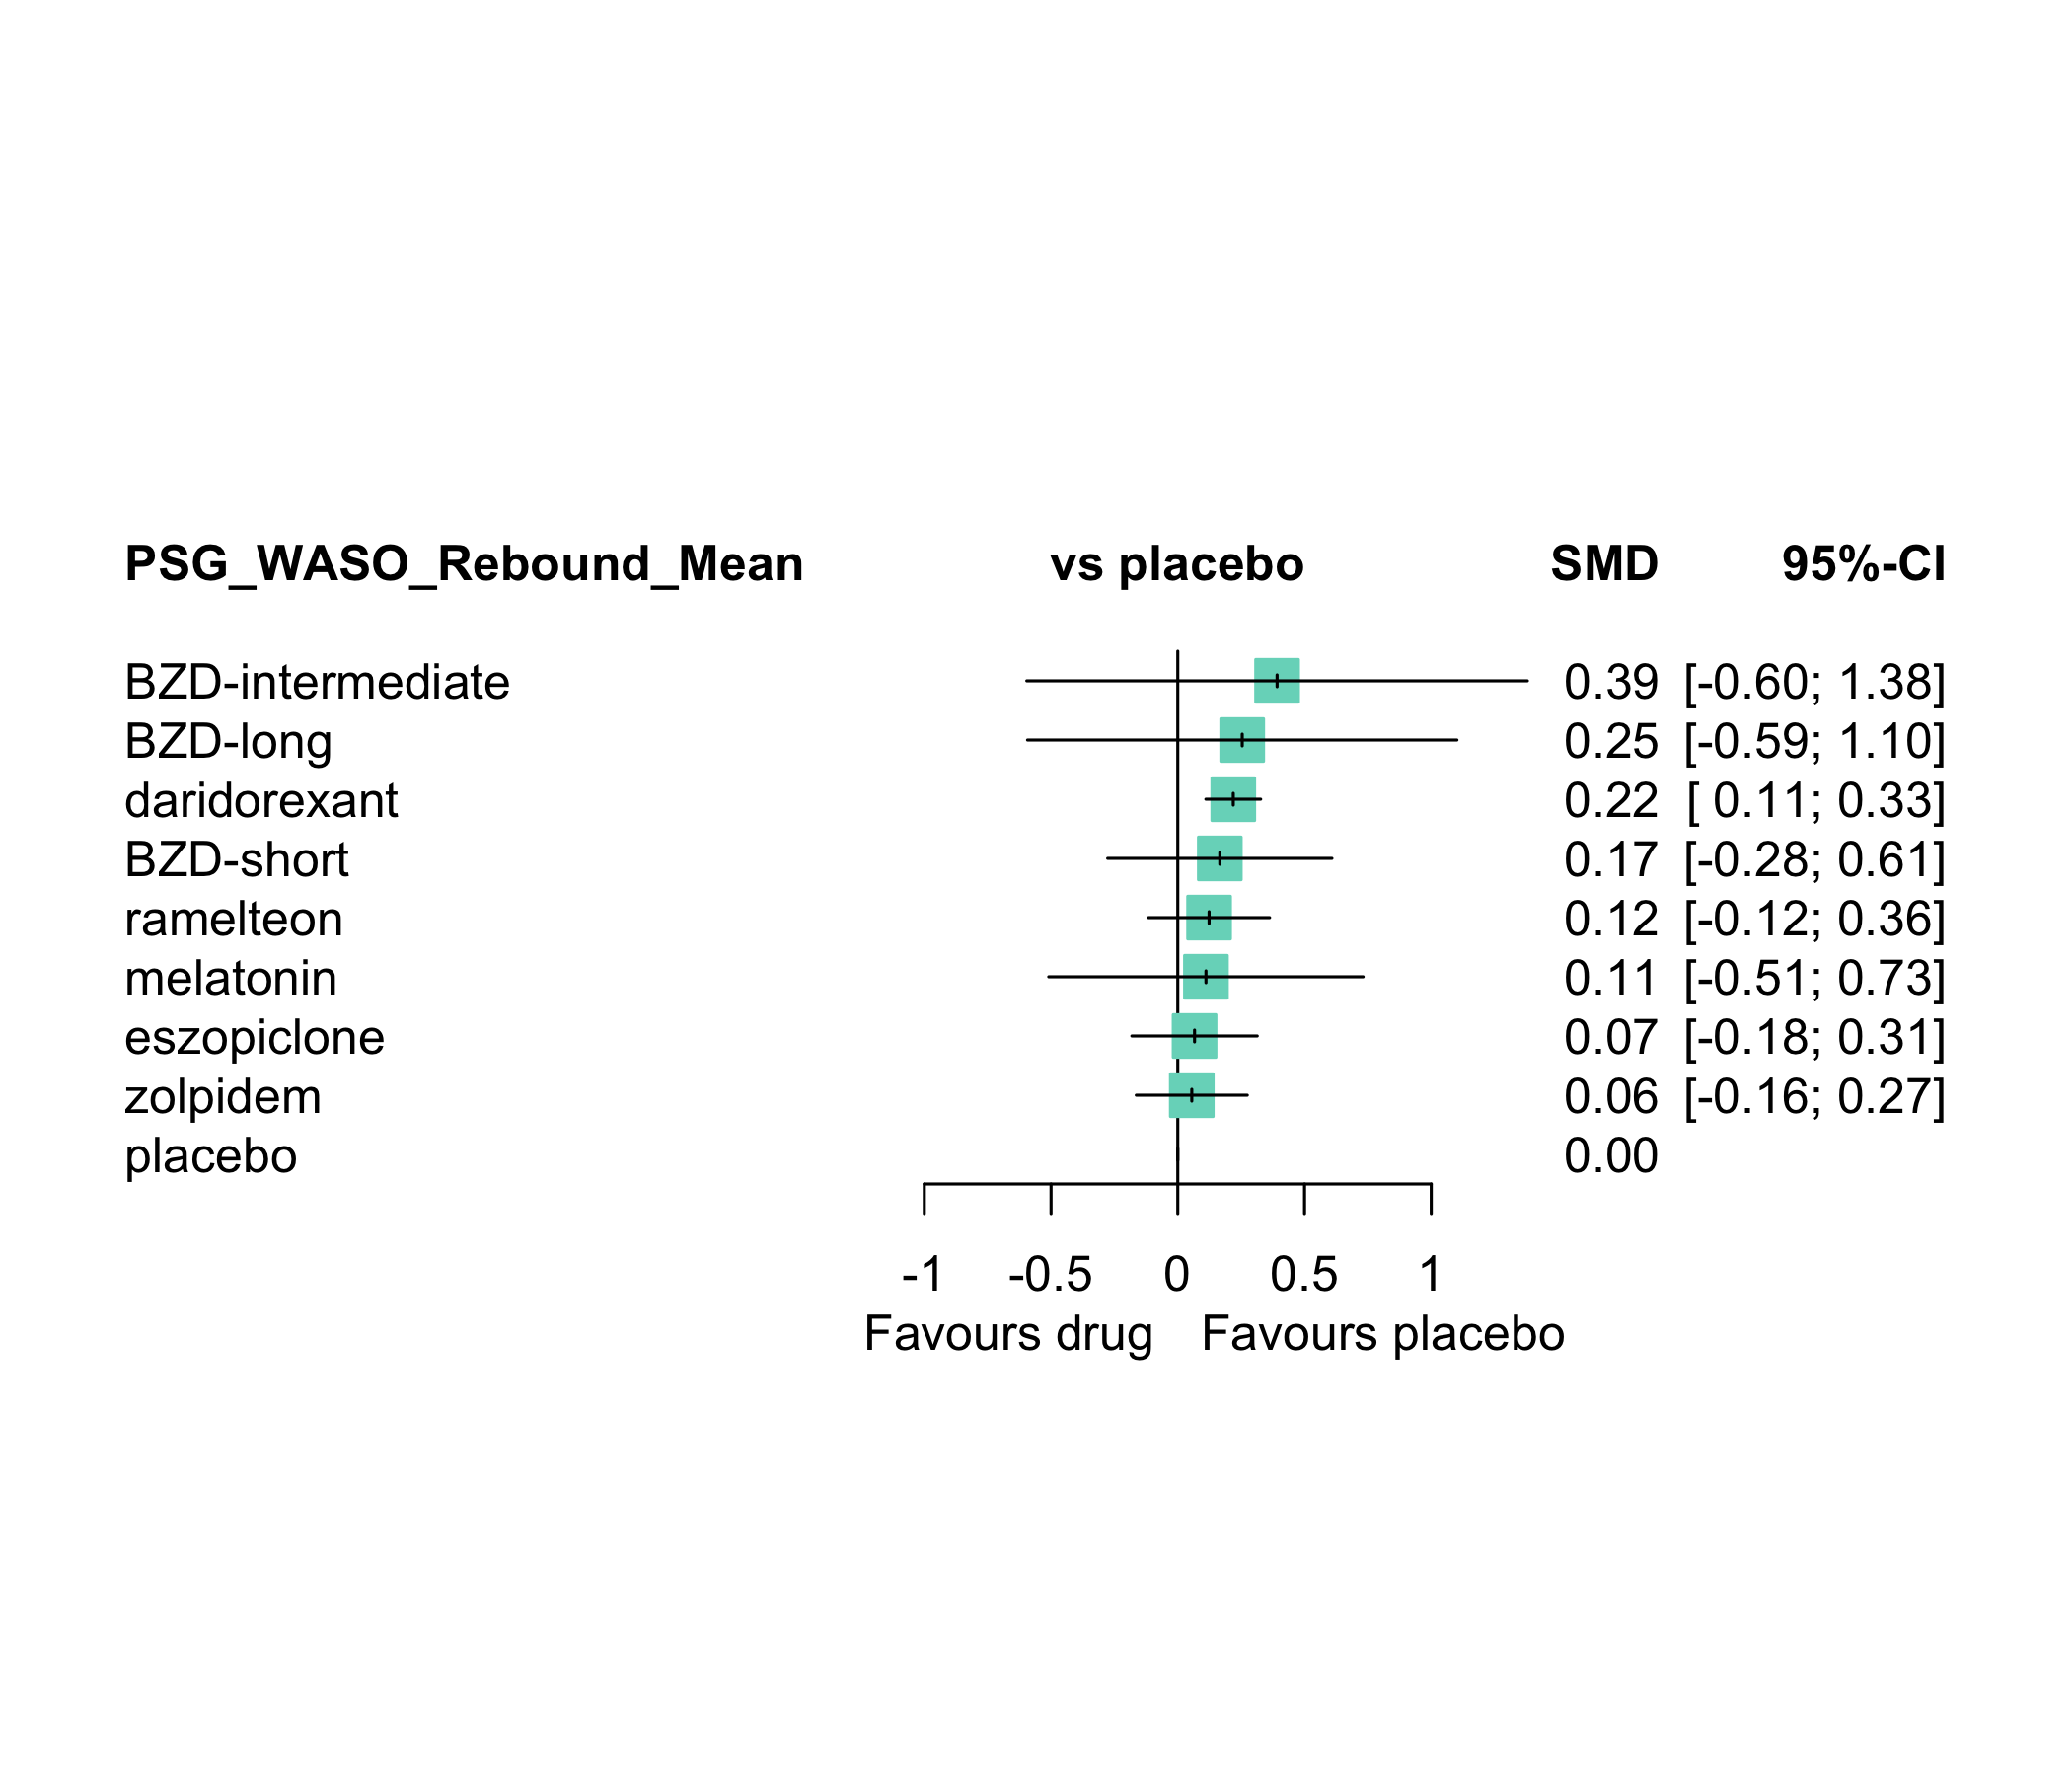 PSG_WASO_Rebound_Mean vs placebo SMD 95%-CI
BZD-intermediate 0.39 [-0.60; 1.38]
BZD-long 0.25 [-0.59; 1.10]
daridorexant 0.22 [ 0.11; 0.33]
BZD-short 0.17 [-0.28; 0.61]
ramelteon 0.12 [-0.12; 0.36]
melatonin 0.11 [-0.51; 0.73]
eszopiclone 0.07 [-0.18; 0.31]
zolpidem 0.06 [-0.16; 0.27]
placebo 0.00
-1 -0.5 0 0.5 1
Favours drug Favours placebo